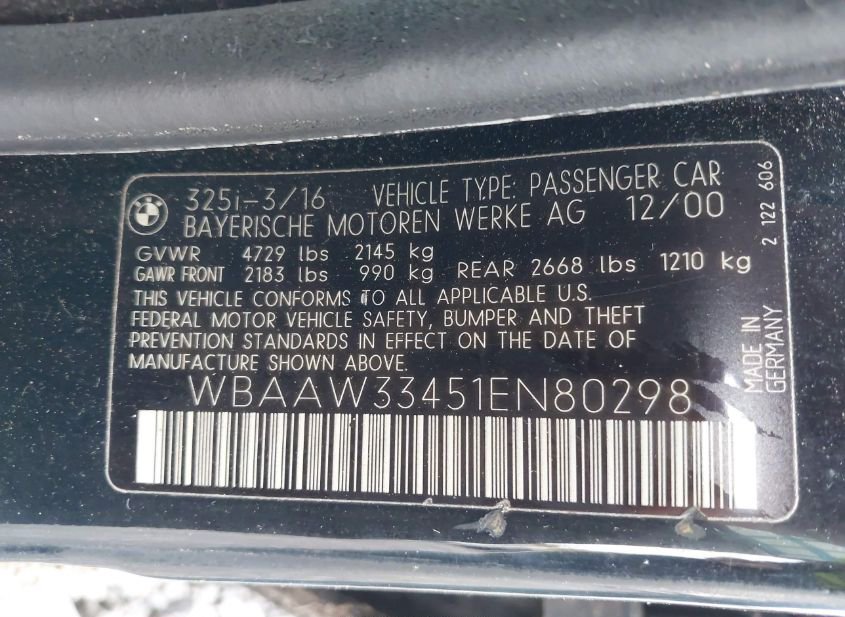 325i-3/16 VEHICLE TYPE: PASSENGER CAR
BAYERISCHE MOTOREN WERKE AG 12/00
GVWR 4729 lbs 2145 kg
GAWR FRONT 2183 lbs 990 kg REAR 2668 lbs 1210 kg
THIS VEHICLE CONFORMS TO ALL APPLICABLE U.S.
FEDERAL MOTOR VEHICLE SAFETY, BUMPER AND THEFT
PREVENTION STANDARDS IN EFFECT ON THE DATE OF
MANUFACTURE SHOWN ABOVE.
WBAAW33451EN80298
MADE IN
GERMANY
2 122 606